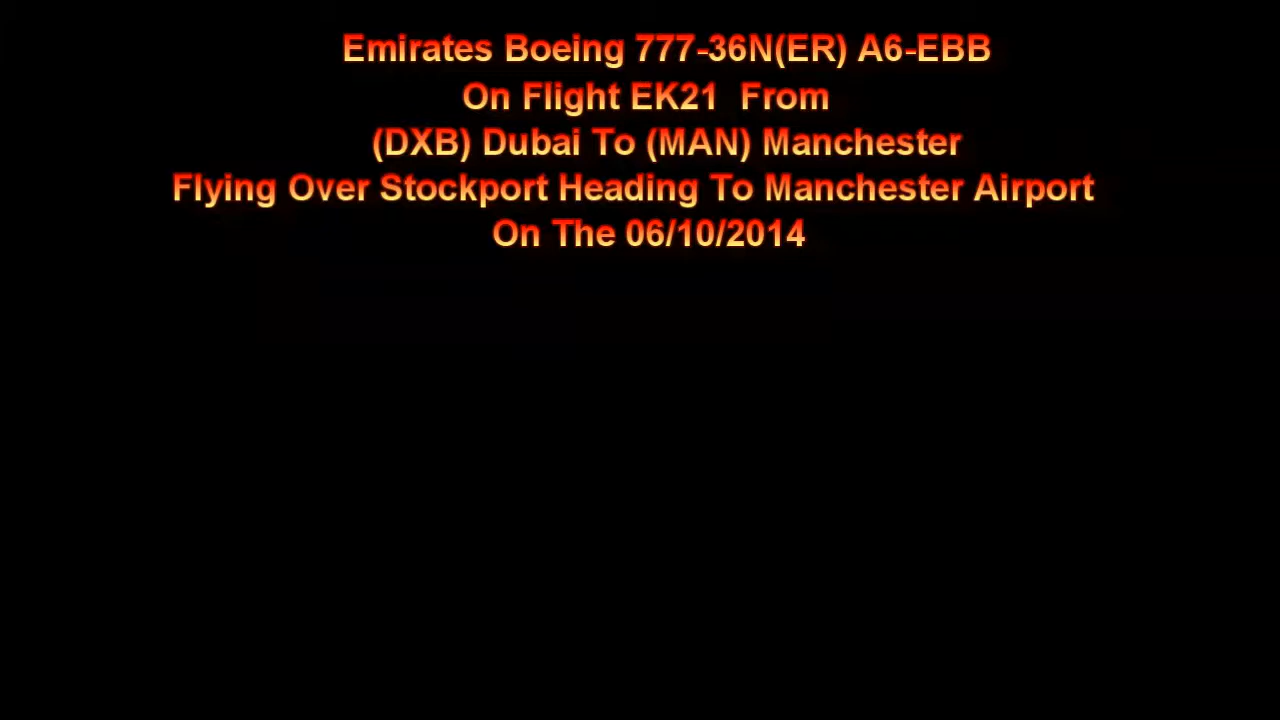 Emirates Boeing 777-36N(ER) A6-EBB
On Flight EK21 From
(DXB) Dubai To (MAN) Manchester
Flying Over Stockport Heading To Manchester Airport
On The 06/10/2014